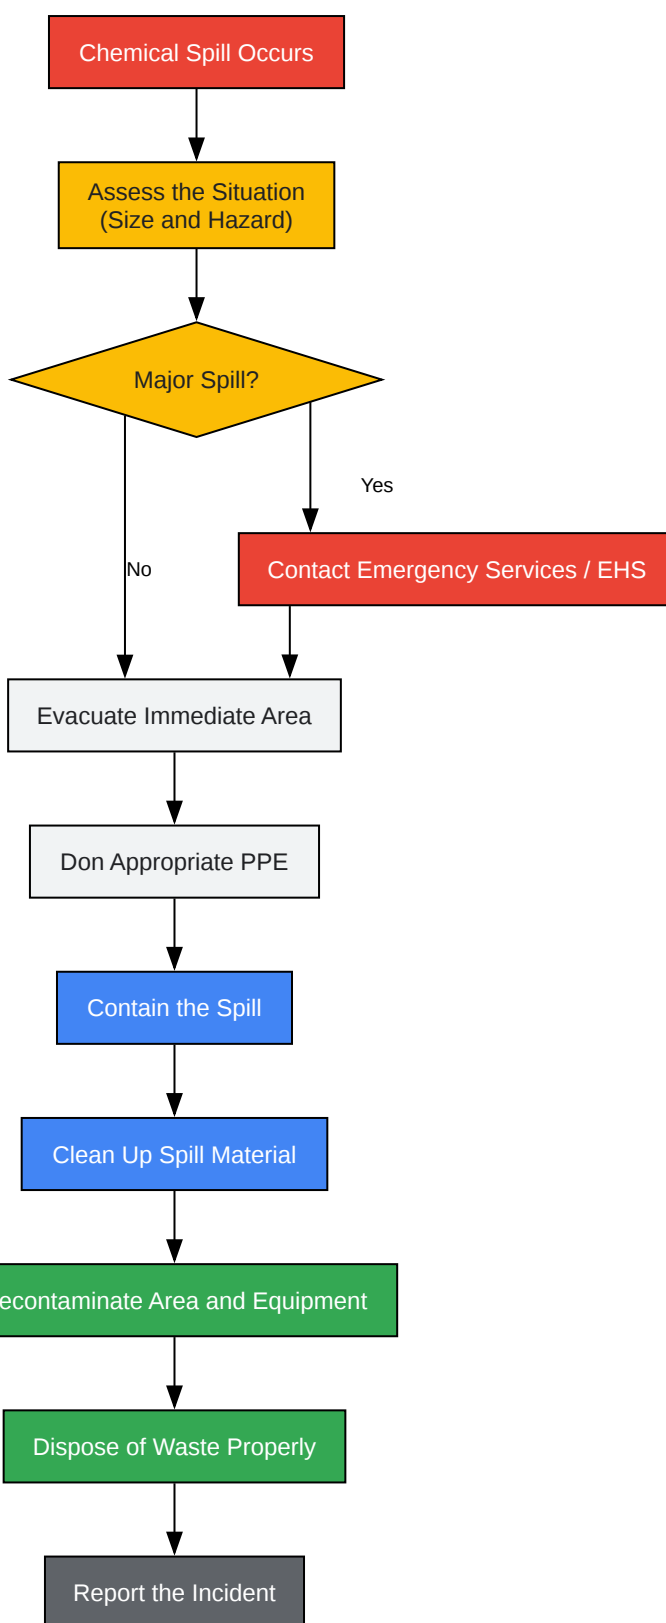 Chemical Spill Occurs
Assess the Situation
(Size and Hazard)
Major Spill?
Yes
Contact Emergency Services / EHS
No
Evacuate Immediate Area
Don Appropriate PPE
Contain the Spill
Clean Up Spill Material
econtaminate Area and Equipment
Dispose of Waste Properly
Report the Incident